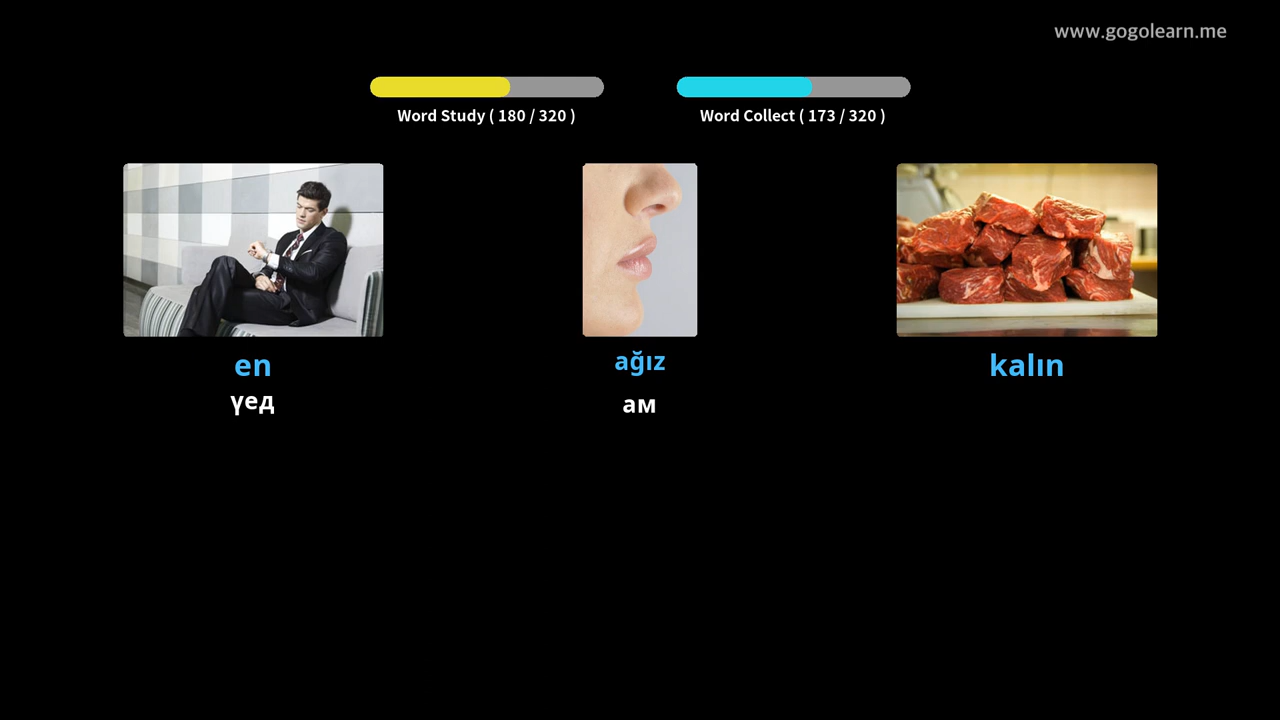 www.gogolearn.me
Word Study ( 180 / 320 )
Word Collect ( 173 / 320 )
en
үед
ağız
ам
kalın